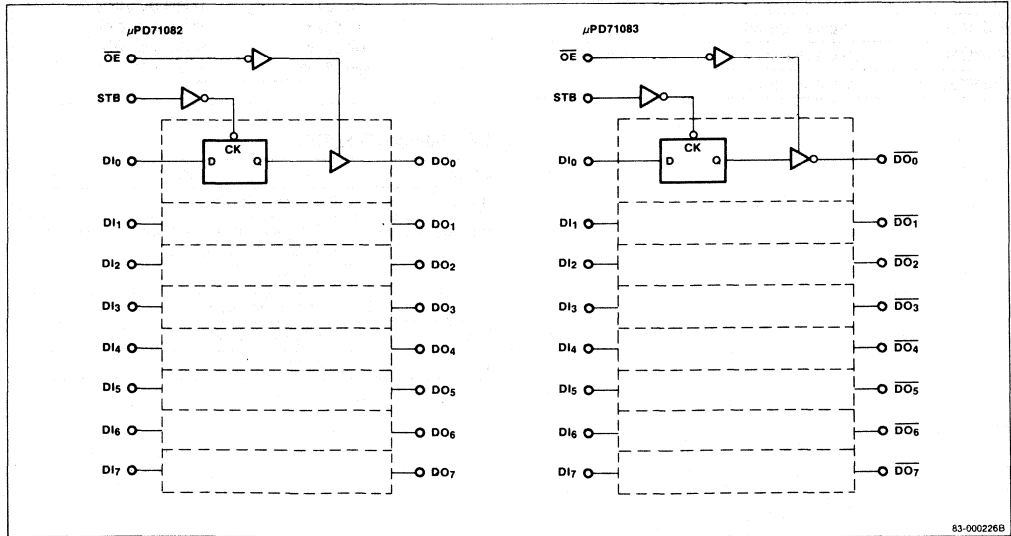 μPD71082
OE
STB
DI0
D
CK
Q
DO0
DI1
DO1
DI2
DO2
DI3
DO3
DI4
DO4
DI5
DO5
DI6
DO6
DI7
DO7
μPD71083
OE
STB
DI0
D
CK
Q
DO0
DI1
DO1
DI2
DO2
DI3
DO3
DI4
DO4
DI5
DO5
DI6
DO6
DI7
DO7
83-000226B